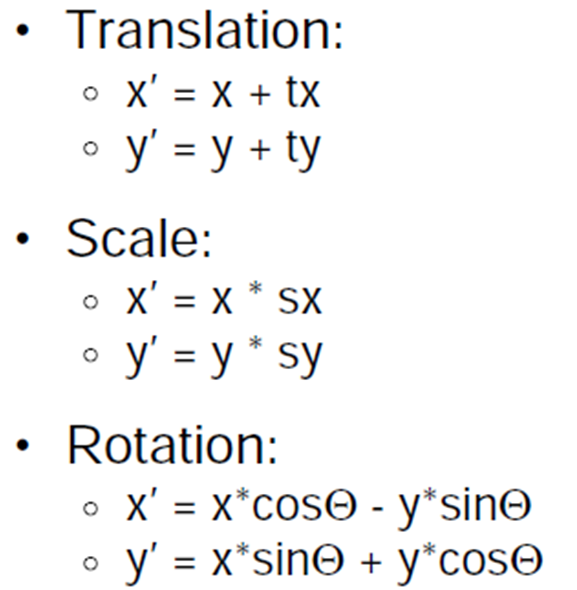 • Translation:
○ x′ = x + tx
○ y′ = y + ty
• Scale:
○ x′ = x * sx
○ y′ = y * sy
• Rotation:
○ x′ = x*cosΘ - y*sinΘ
○ y′ = x*sinΘ + y*cosΘ